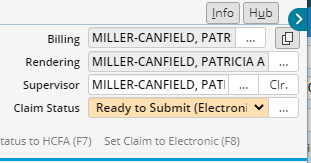 Info Hub
Billing MILLER-CANFIELD, PATR ...
Rendering MILLER-CANFIELD, PATRICIA A ...
Supervisor MILLER-CANFIELD, PATI ... Clr.
Claim Status Ready to Submit (Electroni ...
tatus to HCFA (F7) Set Claim to Electronic (F8)